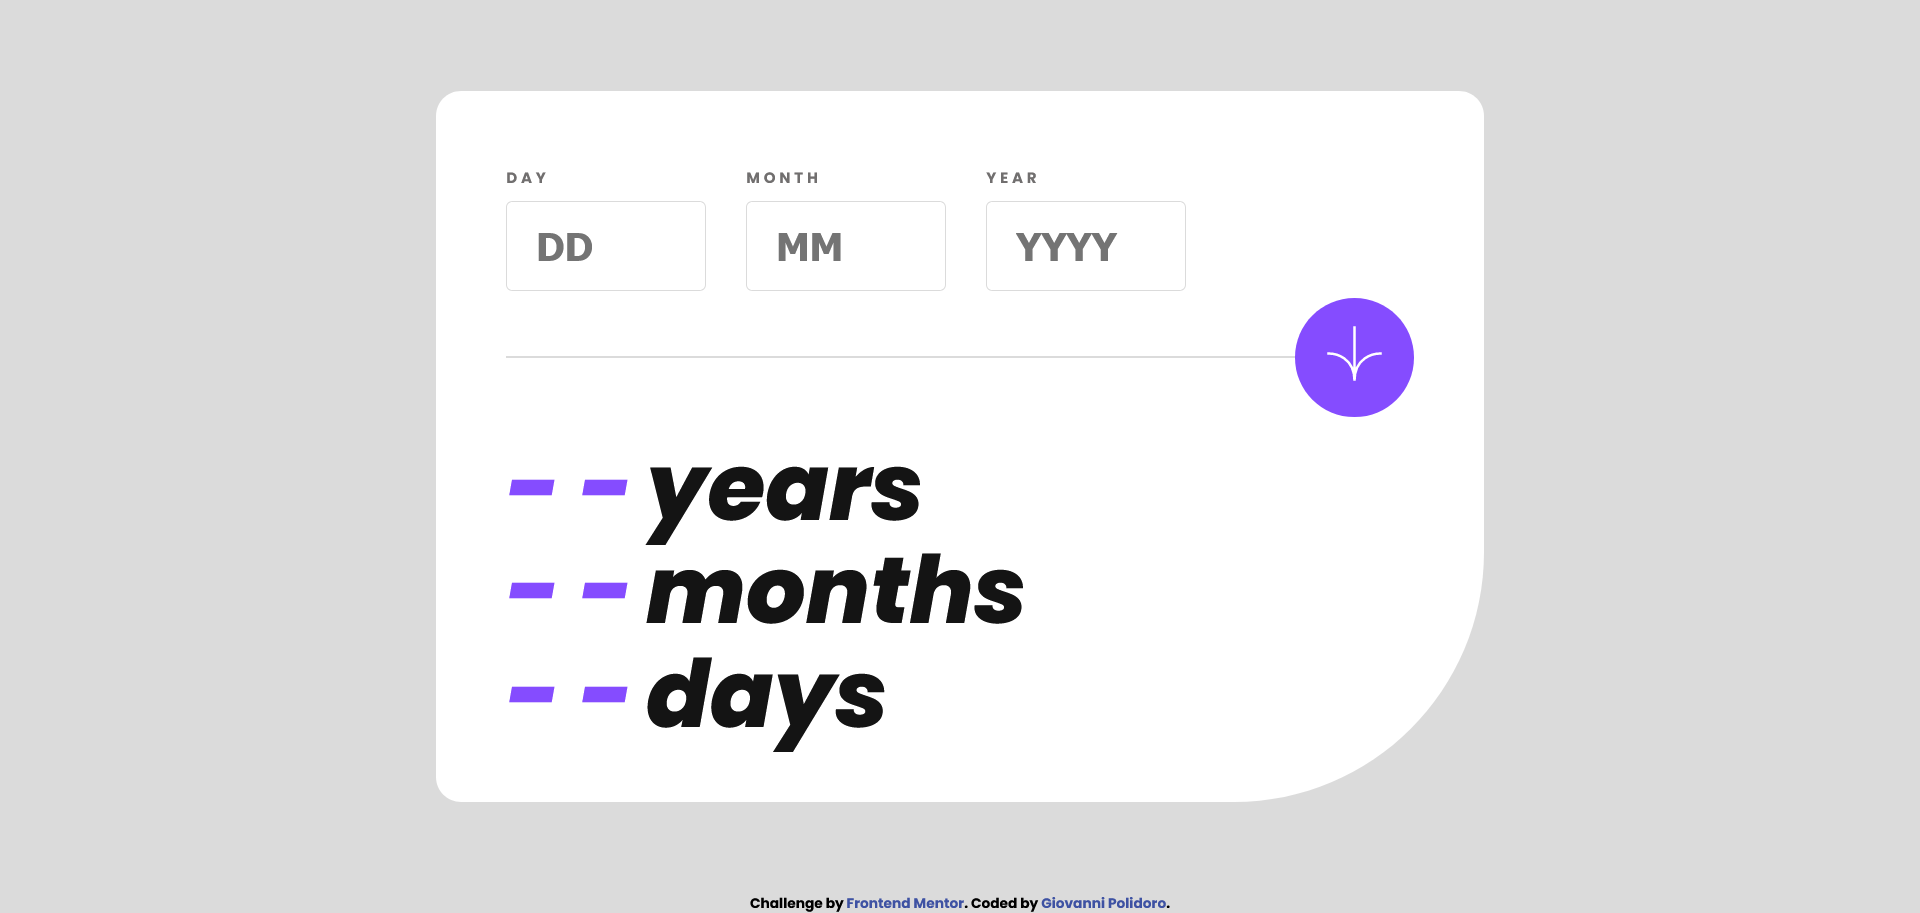 DAY MONTH YEAR
DD MM YYYY
- - years
- - months
- - days
Challenge by Frontend Mentor. Coded by Giovanni Polidoro.